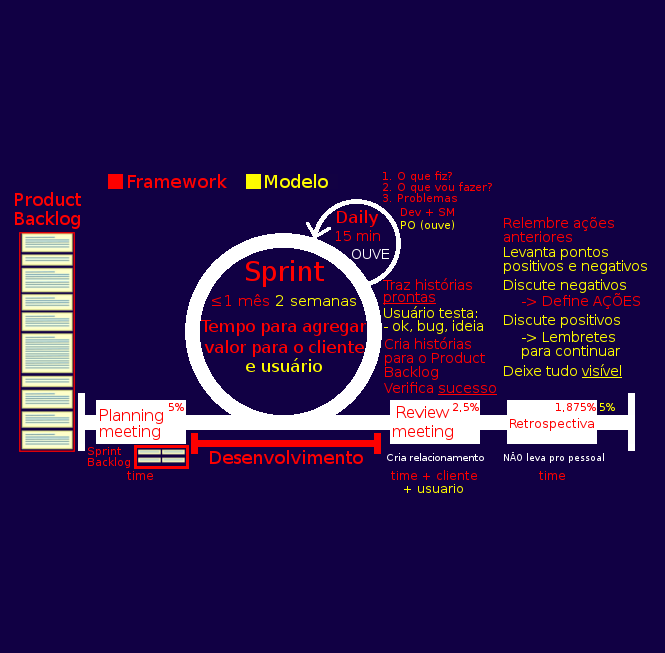 Framework
Modelo
Product
Backlog
1. O que fiz?
2. O que vou fazer?
3. Problemas
Dev + SM
PO (ouve)
Daily
15 min
OUVE
Sprint
≤1 mês 2 semanas
Tempo para agregar
valor para o cliente
e usuário
Traz histórias
prontas
Usuário testa:
- ok, bug, ideia
Cria histórias
para o Product
Backlog
Verifica sucesso
Relembre ações
anteriores
Levanta pontos
positivos e negativos
Discute negativos
-> Define AÇÕES
Discute positivos
-> Lembretes
para continuar
Deixe tudo visível
5%
Planning
meeting
Sprint
Backlog
time
Desenvolvimento
Review 2,5%
meeting
Cria relacionamento
time + cliente
+ usuario
1,875% 5%
Retrospectiva
NÃO leva pro pessoal
time